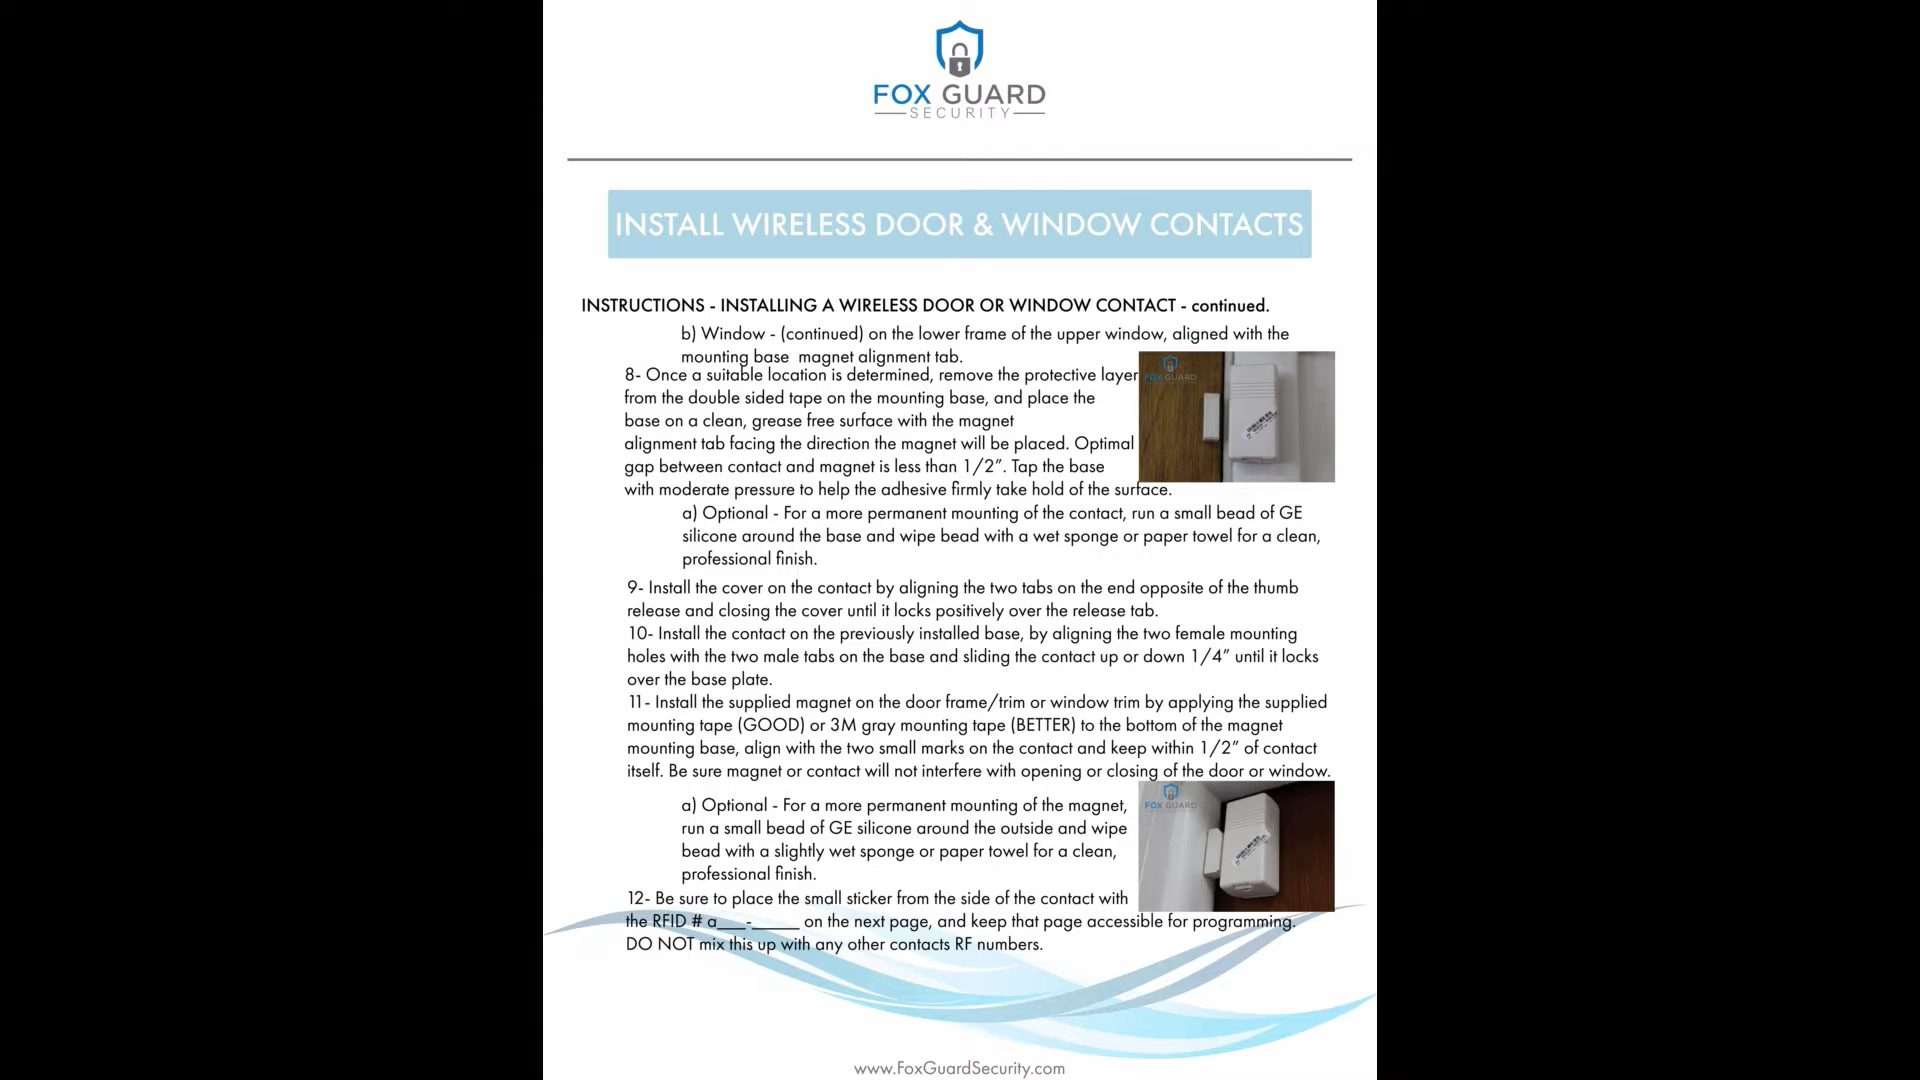 FOX GUARD
SECURITY
INSTALL WIRELESS DOOR & WINDOW CONTACTS
INSTRUCTIONS - INSTALLING A WIRELESS DOOR OR WINDOW CONTACT - continued.
b) Window - (continued) on the lower frame of the upper window, aligned with the
mounting base magnet alignment tab.
8- Once a suitable location is determined, remove the protective layer
from the double sided tape on the mounting base, and place the
base on a clean, grease free surface with the magnet
alignment tab facing the direction the magnet will be placed. Optimal
gap between contact and magnet is less than 1/2”. Tap the base
with moderate pressure to help the adhesive firmly take hold of the surface.
FOX GUARD
a) Optional - For a more permanent mounting of the contact, run a small bead of GE
silicone around the base and wipe bead with a wet sponge or paper towel for a clean,
professional finish.
9- Install the cover on the contact by aligning the two tabs on the end opposite of the thumb
release and closing the cover until it locks positively over the release tab.
10- Install the contact on the previously installed base, by aligning the two female mounting
holes with the two male tabs on the base and sliding the contact up or down 1/4” until it locks
over the base plate.
11- Install the supplied magnet on the door frame/trim or window trim by applying the supplied
mounting tape (GOOD) or 3M gray mounting tape (BETTER) to the bottom of the magnet
mounting base, align with the two small marks on the contact and keep within 1/2” of contact
itself. Be sure magnet or contact will not interfere with opening or closing of the door or window.
FOX GUARD
a) Optional - For a more permanent mounting of the magnet,
run a small bead of GE silicone around the outside and wipe
bead with a slightly wet sponge or paper towel for a clean,
professional finish.
12- Be sure to place the small sticker from the side of the contact with
the RFID # a___-_____ on the next page, and keep that page accessible for programming.
DO NOT mix this up with any other contacts RF numbers.
www.FoxGuardSecurity.com